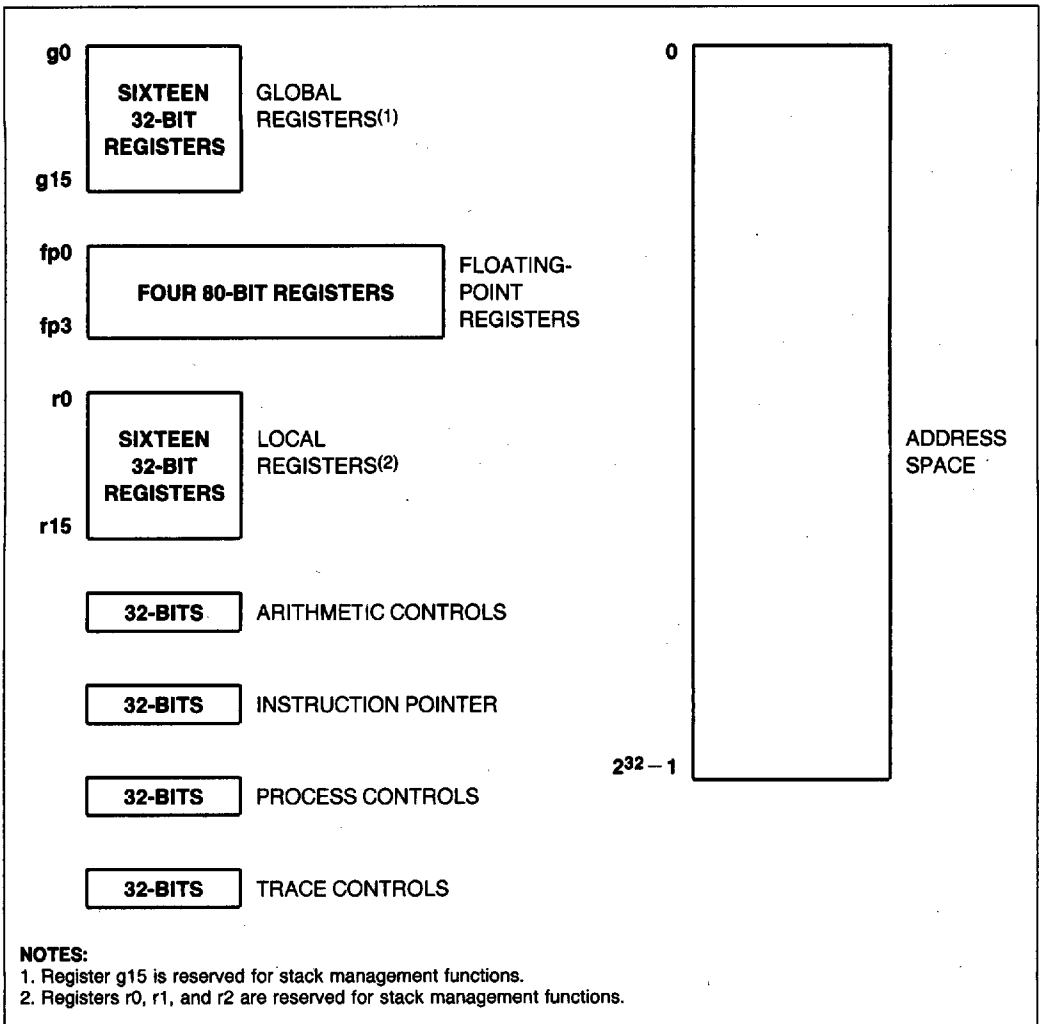 g0
SIXTEEN
32-BIT
REGISTERS
g15
GLOBAL
REGISTERS(1)
fp0
FOUR 80-BIT REGISTERS
fp3
FLOATING-
POINT
REGISTERS
r0
SIXTEEN
32-BIT
REGISTERS
r15
LOCAL
REGISTERS(2)
32-BITS
ARITHMETIC CONTROLS
32-BITS
INSTRUCTION POINTER
32-BITS
PROCESS CONTROLS
32-BITS
TRACE CONTROLS
0
2³²−1
ADDRESS
SPACE
NOTES:
1. Register g15 is reserved for stack management functions.
2. Registers r0, r1, and r2 are reserved for stack management functions.